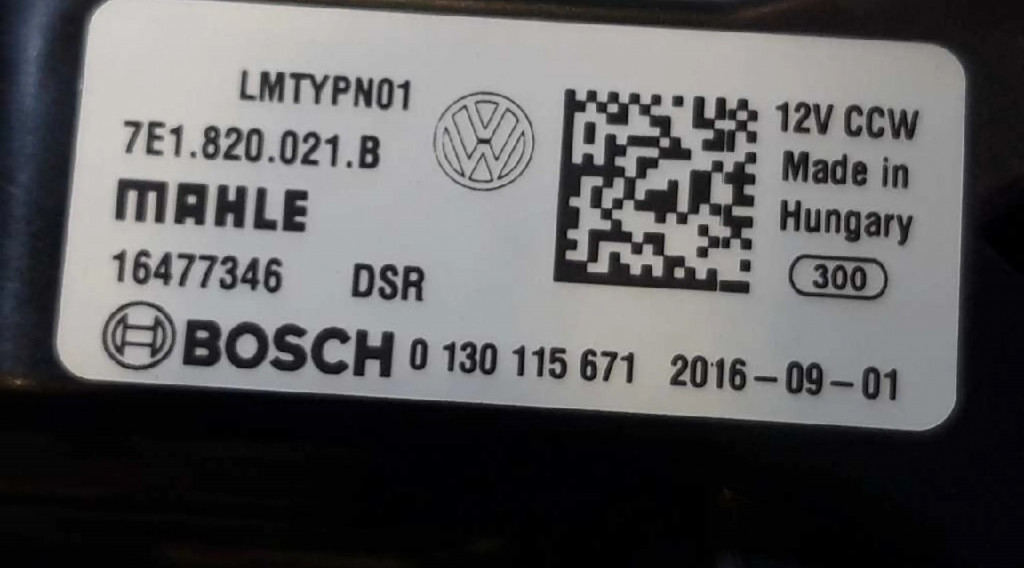 LMTYPN01
7E1.820.021.B
MAHLE
16477346 DSR
BOSCH 0 130 115 671 2016-09-01
12V CCW
Made in
Hungary
300